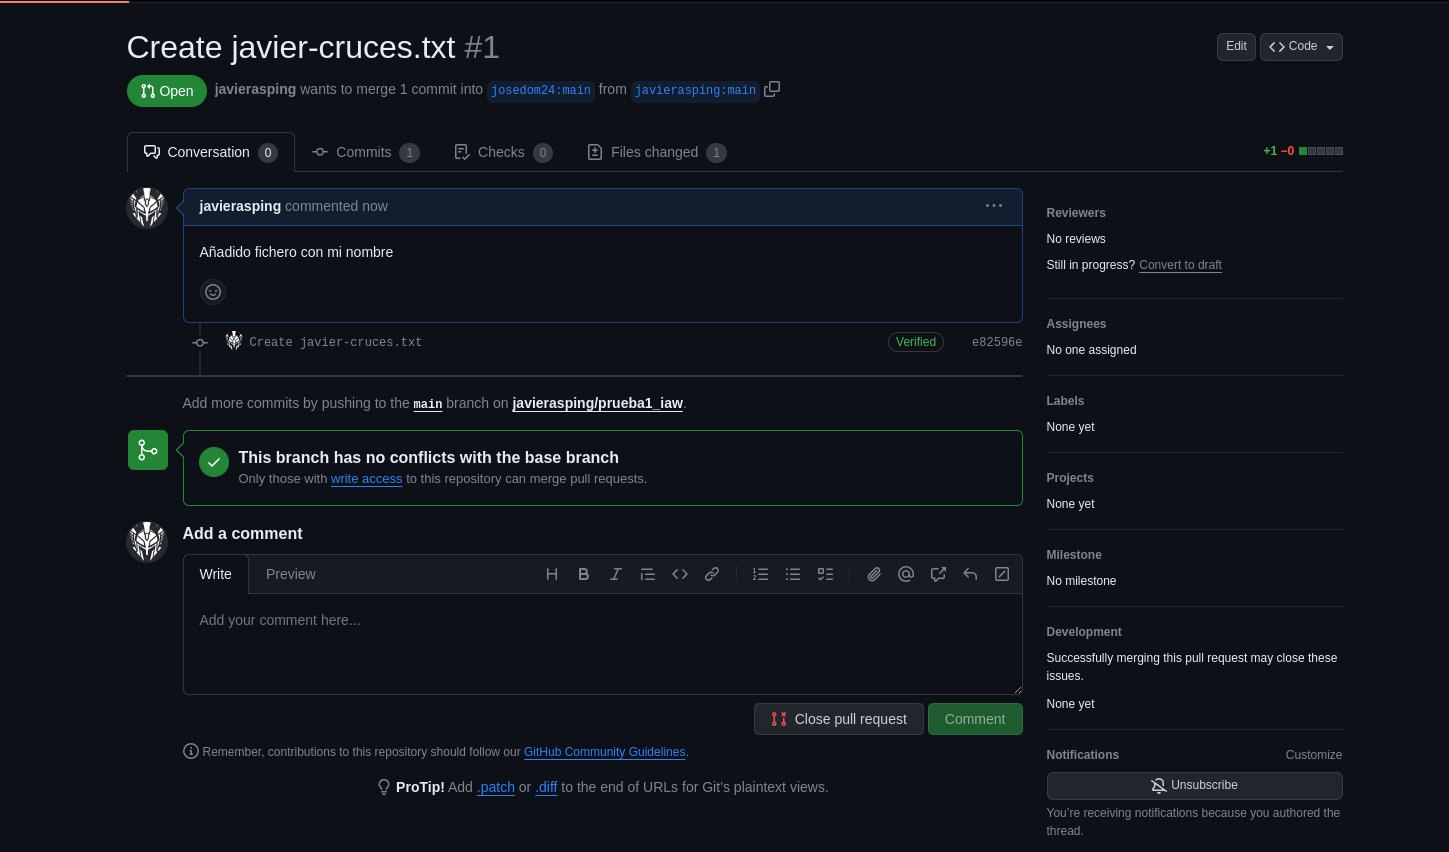 Create javier-cruces.txt #1
Edit
Code
Open
javierasping wants to merge 1 commit into josedom24:main from javierasping:main
Conversation 0
Commits 1
Checks 0
Files changed 1
+1 −0
javierasping commented now
Añadido fichero con mi nombre
Create javier-cruces.txt
Verified
e82596e
Add more commits by pushing to the main branch on javierasping/prueba1_iaw.
This branch has no conflicts with the base branch
Only those with write access to this repository can merge pull requests.
Add a comment
Write
Preview
Add your comment here...
Close pull request
Comment
Remember, contributions to this repository should follow our GitHub Community Guidelines.
ProTip! Add .patch or .diff to the end of URLs for Git's plaintext views.
Reviewers
No reviews
Still in progress? Convert to draft
Assignees
No one assigned
Labels
None yet
Projects
None yet
Milestone
No milestone
Development
Successfully merging this pull request may close these
issues.
None yet
Notifications
Customize
Unsubscribe
You're receiving notifications because you authored the
thread.